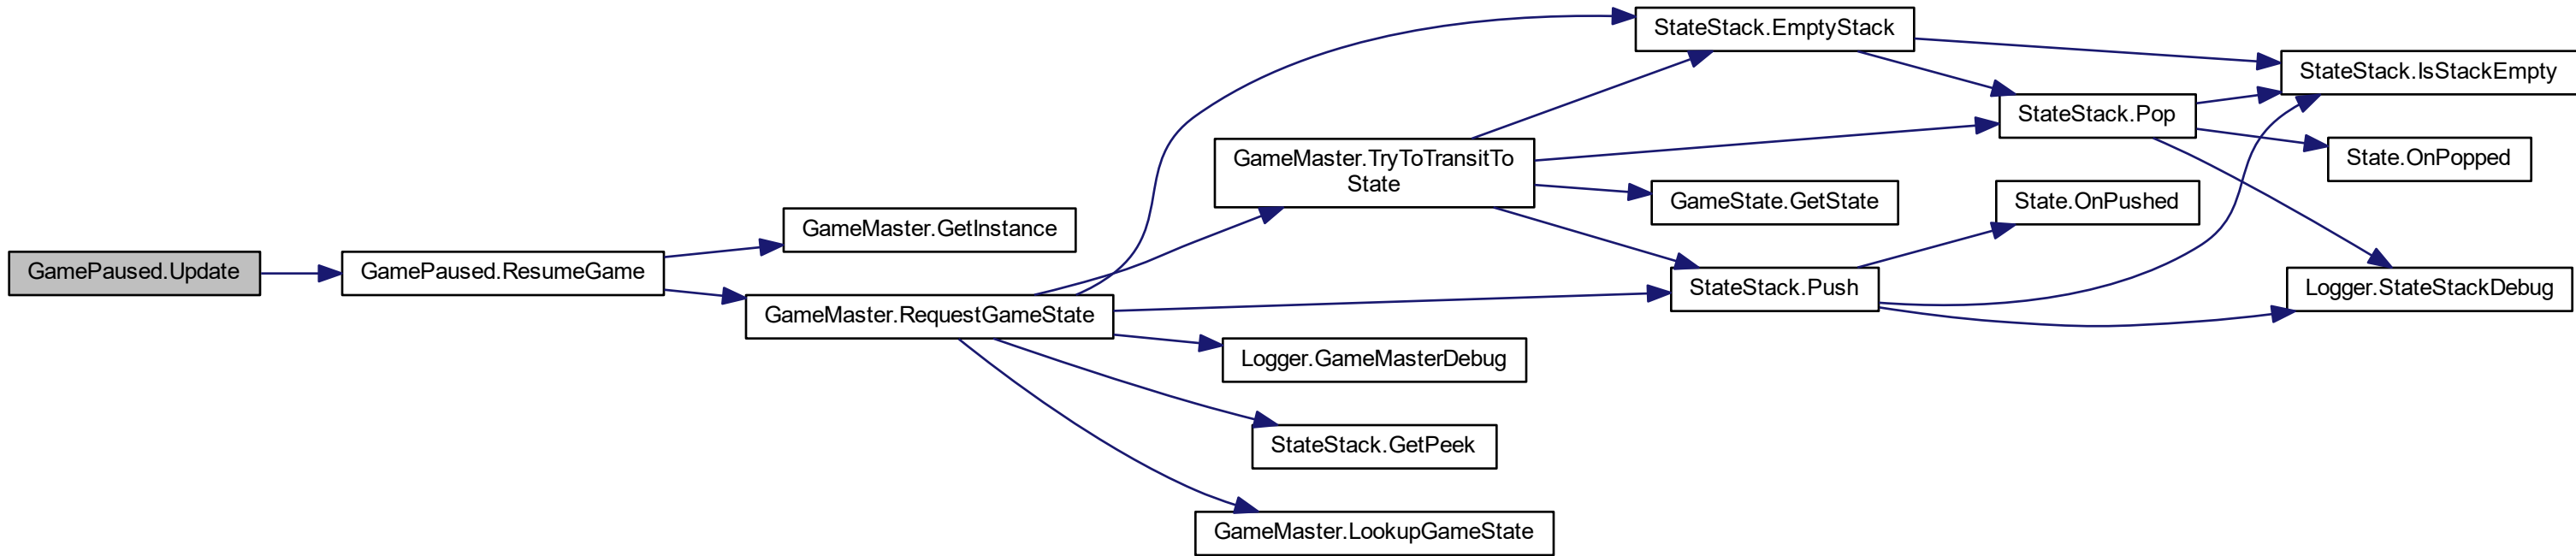 GamePaused.Update
GamePaused.ResumeGame
GameMaster.GetInstance
GameMaster.RequestGameState
StateStack.EmptyStack
GameMaster.TryToTransitTo
State
Logger.GameMasterDebug
StateStack.GetPeek
GameMaster.LookupGameState
GameState.GetState
StateStack.Push
StateStack.Pop
State.OnPushed
StateStack.IsStackEmpty
State.OnPopped
Logger.StateStackDebug